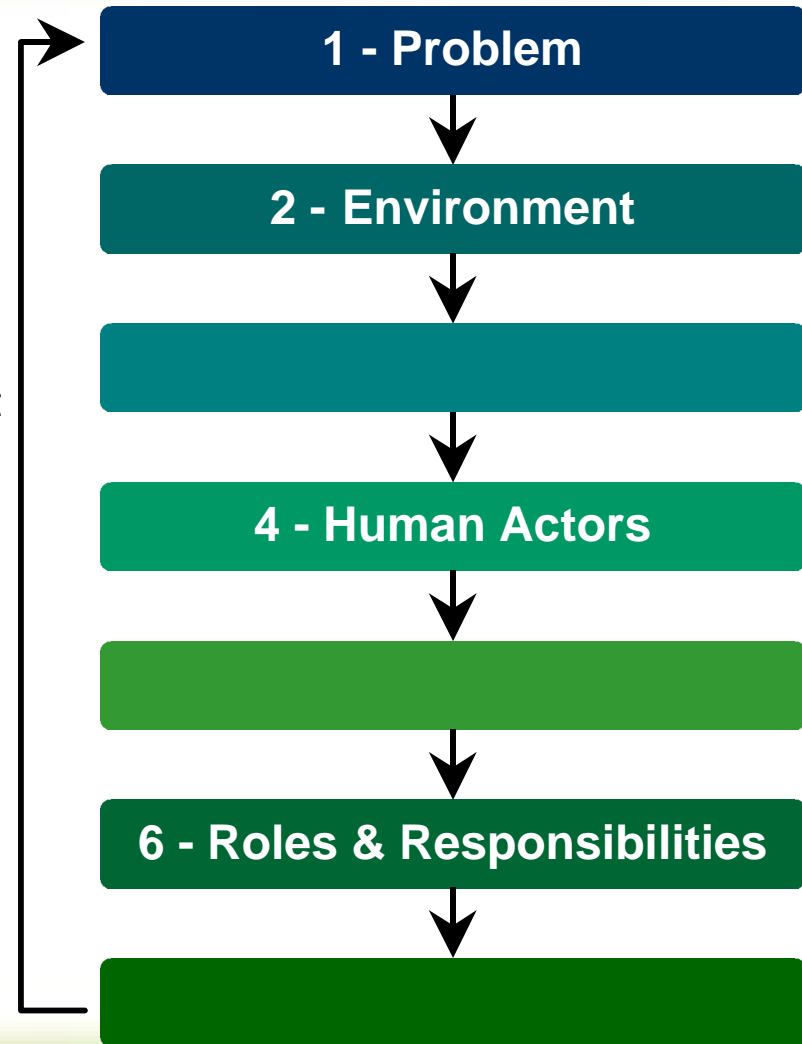 1 - Problem
2 - Environment
4 - Human Actors
6 - Roles & Responsibilities